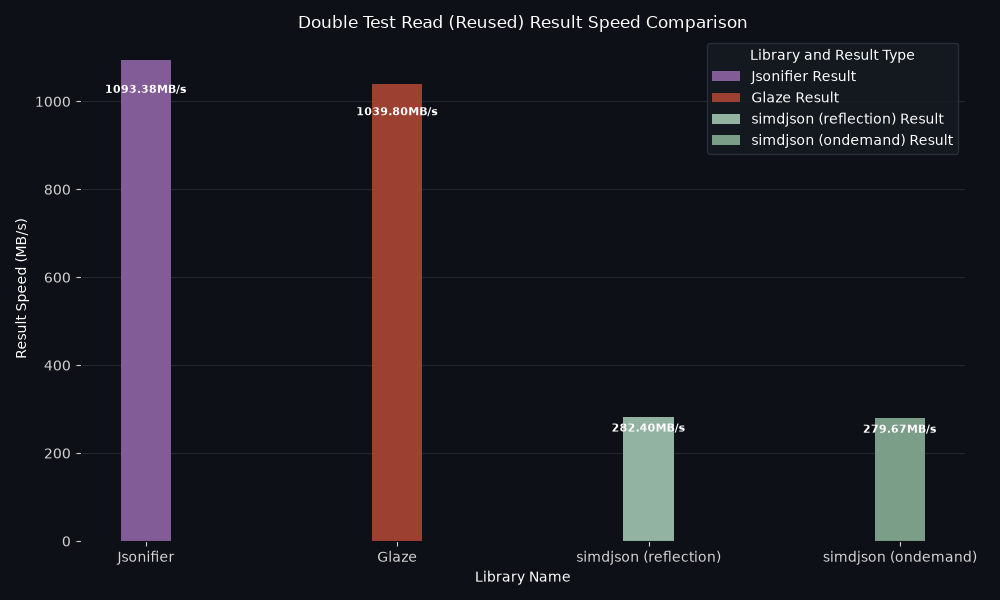 Double Test Read (Reused) Result Speed Comparison
Library and Result Type
Jsonifier Result
Glaze Result
simdjson (reflection) Result
simdjson (ondemand) Result
1093.38MB/s
1039.80MB/s
282.40MB/s
279.67MB/s
Result Speed (MB/s)
1000
800
600
400
200
0
Jsonifier
Glaze
simdjson (reflection)
simdjson (ondemand)
Library Name